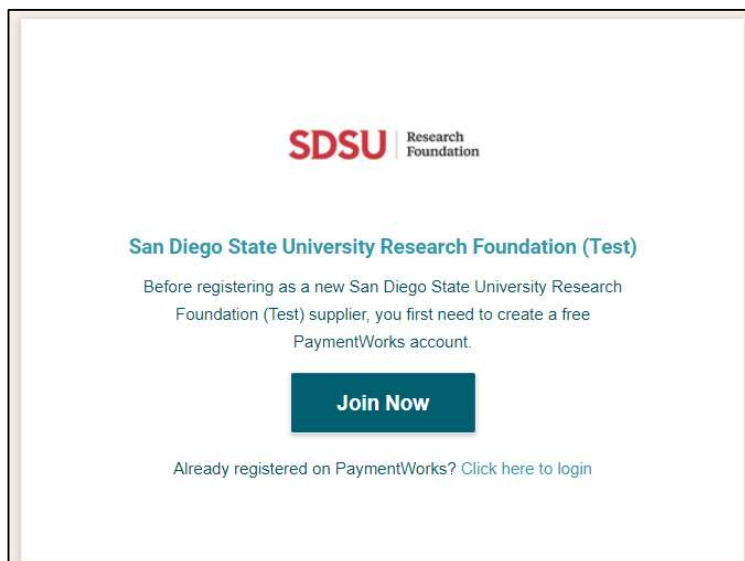 SDSU Research
Foundation
San Diego State University Research Foundation (Test)
Before registering as a new San Diego State University Research
Foundation (Test) supplier, you first need to create a free
PaymentWorks account.
Join Now
Already registered on PaymentWorks? Click here to login